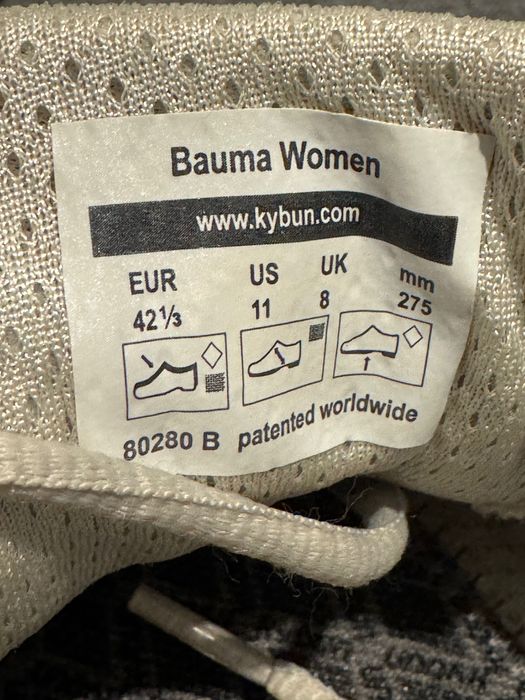 Bauma Women
www.kybun.com
EUR US UK mm
42⅓ 11 8 275
80280 B patented worldwide